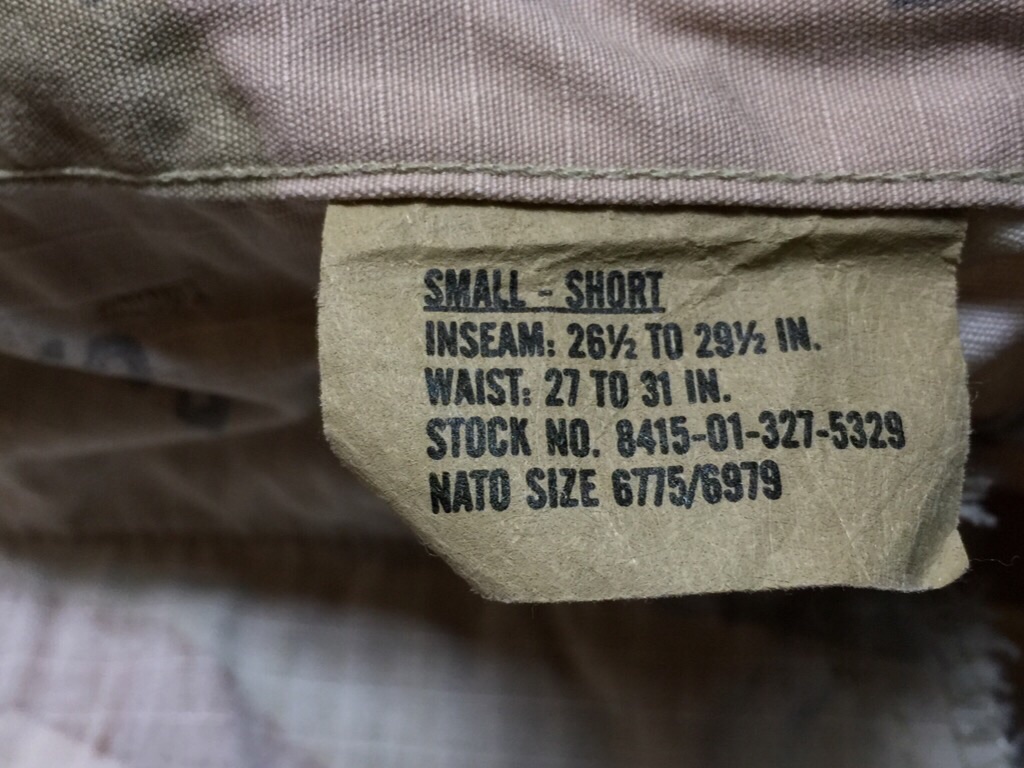 SMALL - SHORT
INSEAM: 26½ TO 29½ IN.
WAIST: 27 TO 31 IN.
STOCK NO. 8415-01-327-5329
NATO SIZE 6775/6979